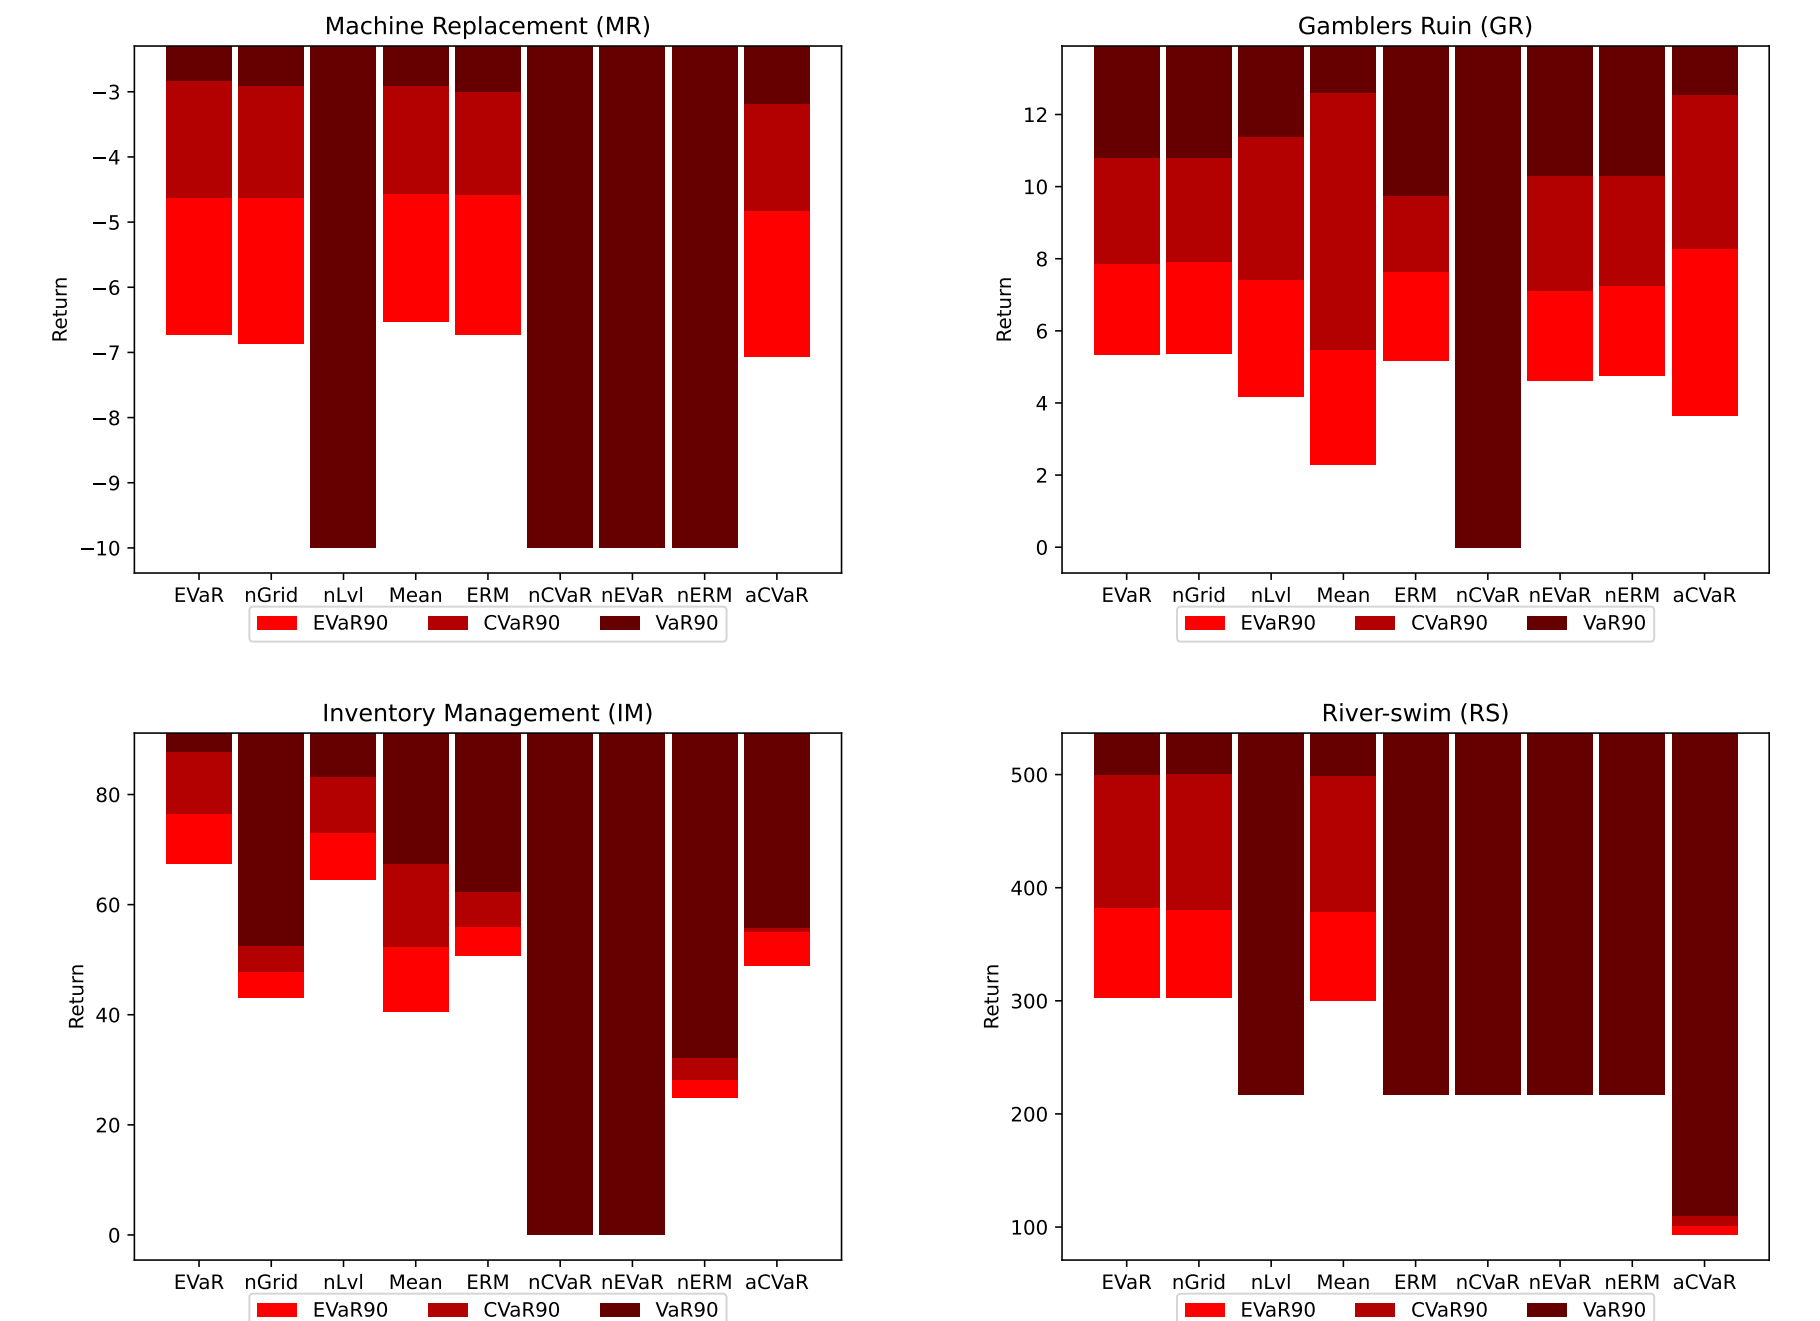 Machine Replacement (MR)
Return
−3
−4
−5
−6
−7
−8
−9
−10
EVaR nGrid nLvl Mean ERM nCVaR nEVaR nERM aCVaR
EVaR90 CVaR90 VaR90
Gamblers Ruin (GR)
Return
12
10
8
6
4
2
0
EVaR nGrid nLvl Mean ERM nCVaR nEVaR nERM aCVaR
EVaR90 CVaR90 VaR90
Inventory Management (IM)
Return
80
60
40
20
0
EVaR nGrid nLvl Mean ERM nCVaR nEVaR nERM aCVaR
EVaR90 CVaR90 VaR90
River-swim (RS)
Return
500
400
300
200
100
EVaR nGrid nLvl Mean ERM nCVaR nEVaR nERM aCVaR
EVaR90 CVaR90 VaR90